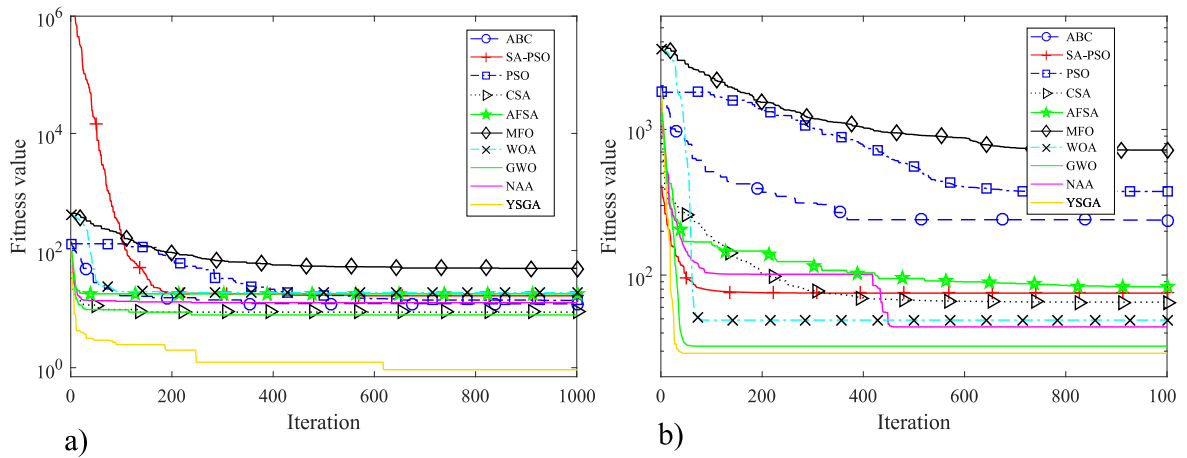 10^6
10^4
10^2
10^0
Fitness value
0
200
400
600
800
1000
Iteration
ABC
SA-PSO
PSO
CSA
AFSA
MFO
WOA
GWO
NAA
YSGA
a)
10^3
10^2
Fitness value
0
200
400
600
800
100
Iteration
ABC
SA-PSO
PSO
CSA
AFSA
MFO
WOA
GWO
NAA
YSGA
b)